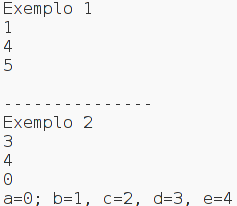 Exemplo 1
1
4
5
---------------
Exemplo 2
3
4
0
a=0; b=1, c=2, d=3, e=4